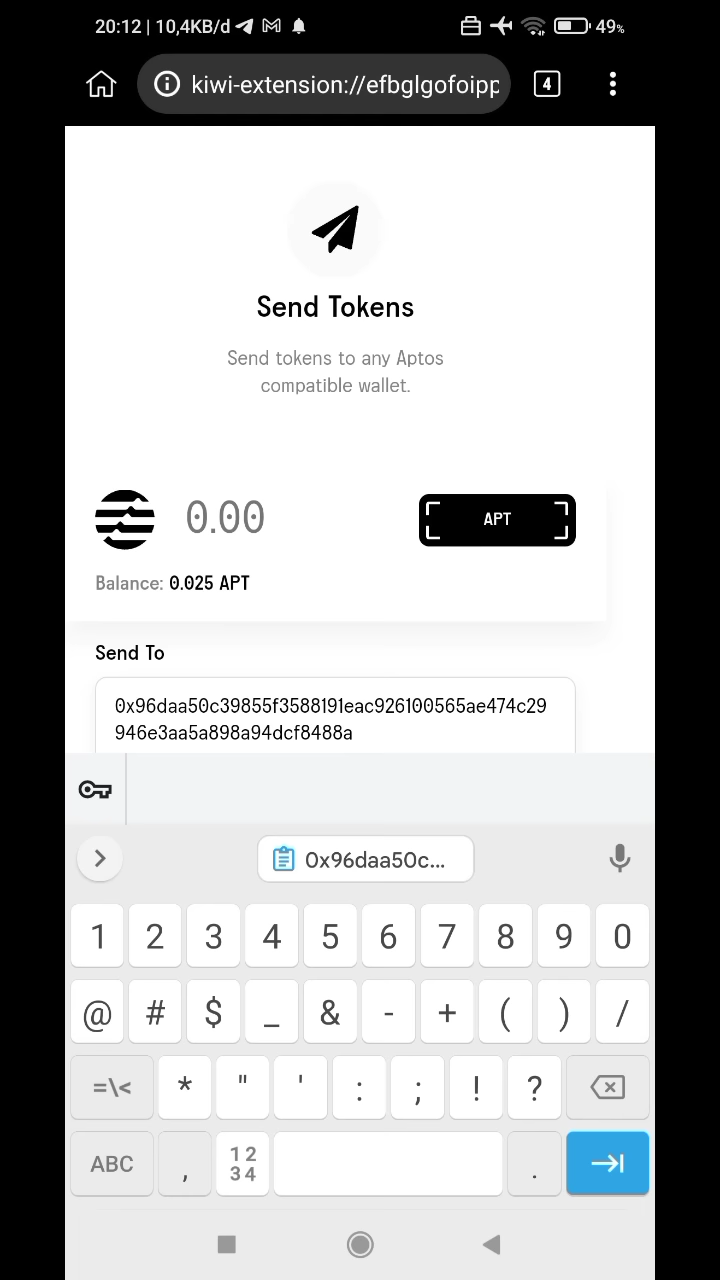 20:12 | 10,4KB/d 49%
kiwi-extension://efbglgofoipp 4
Send Tokens
Send tokens to any Aptos
compatible wallet.
0.00 APT
Balance: 0.025 APT
Send To
0x96daa50c39855f3588191eac926100565ae474c29
946e3aa5a898a94dcf8488a
0x96daa50c...
1 2 3 4 5 6 7 8 9 0
@ # $ _ & - + ( ) /
=\< * " ' : ; ! ?
ABC , 12 .
34